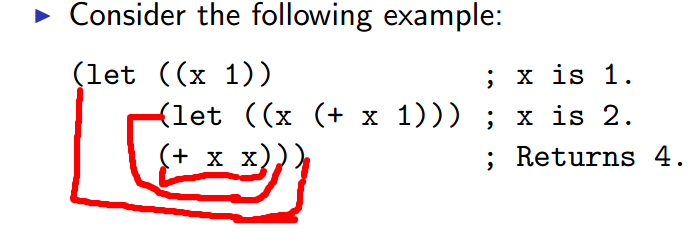 Consider the following example:
(let ((x 1)) ; x is 1.
(let ((x (+ x 1))) ; x is 2.
(+ x x))) ; Returns 4.